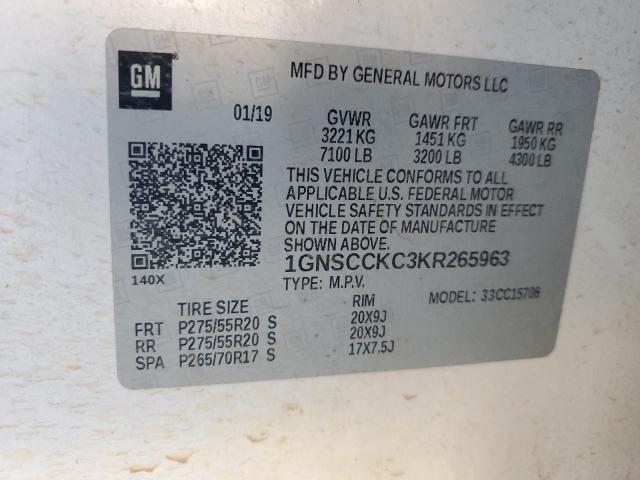 GM
MFD BY GENERAL MOTORS LLC
01/19
GVWR GAWR FRT GAWR RR
3221 KG 1451 KG 1950 KG
7100 LB 3200 LB 4300 LB
THIS VEHICLE CONFORMS TO ALL
APPLICABLE U.S. FEDERAL MOTOR
VEHICLE SAFETY STANDARDS IN EFFECT
ON THE DATE OF MANUFACTURE
1GNSCCKC3KR265963
140X
TYPE: M.P.V. MODEL: 33CC15706
TIRE SIZE RIM
FRT P275/55R20 S 20X9J
RR P275/55R20 S 20X9J
SPA P265/70R17 S 17X7.5J